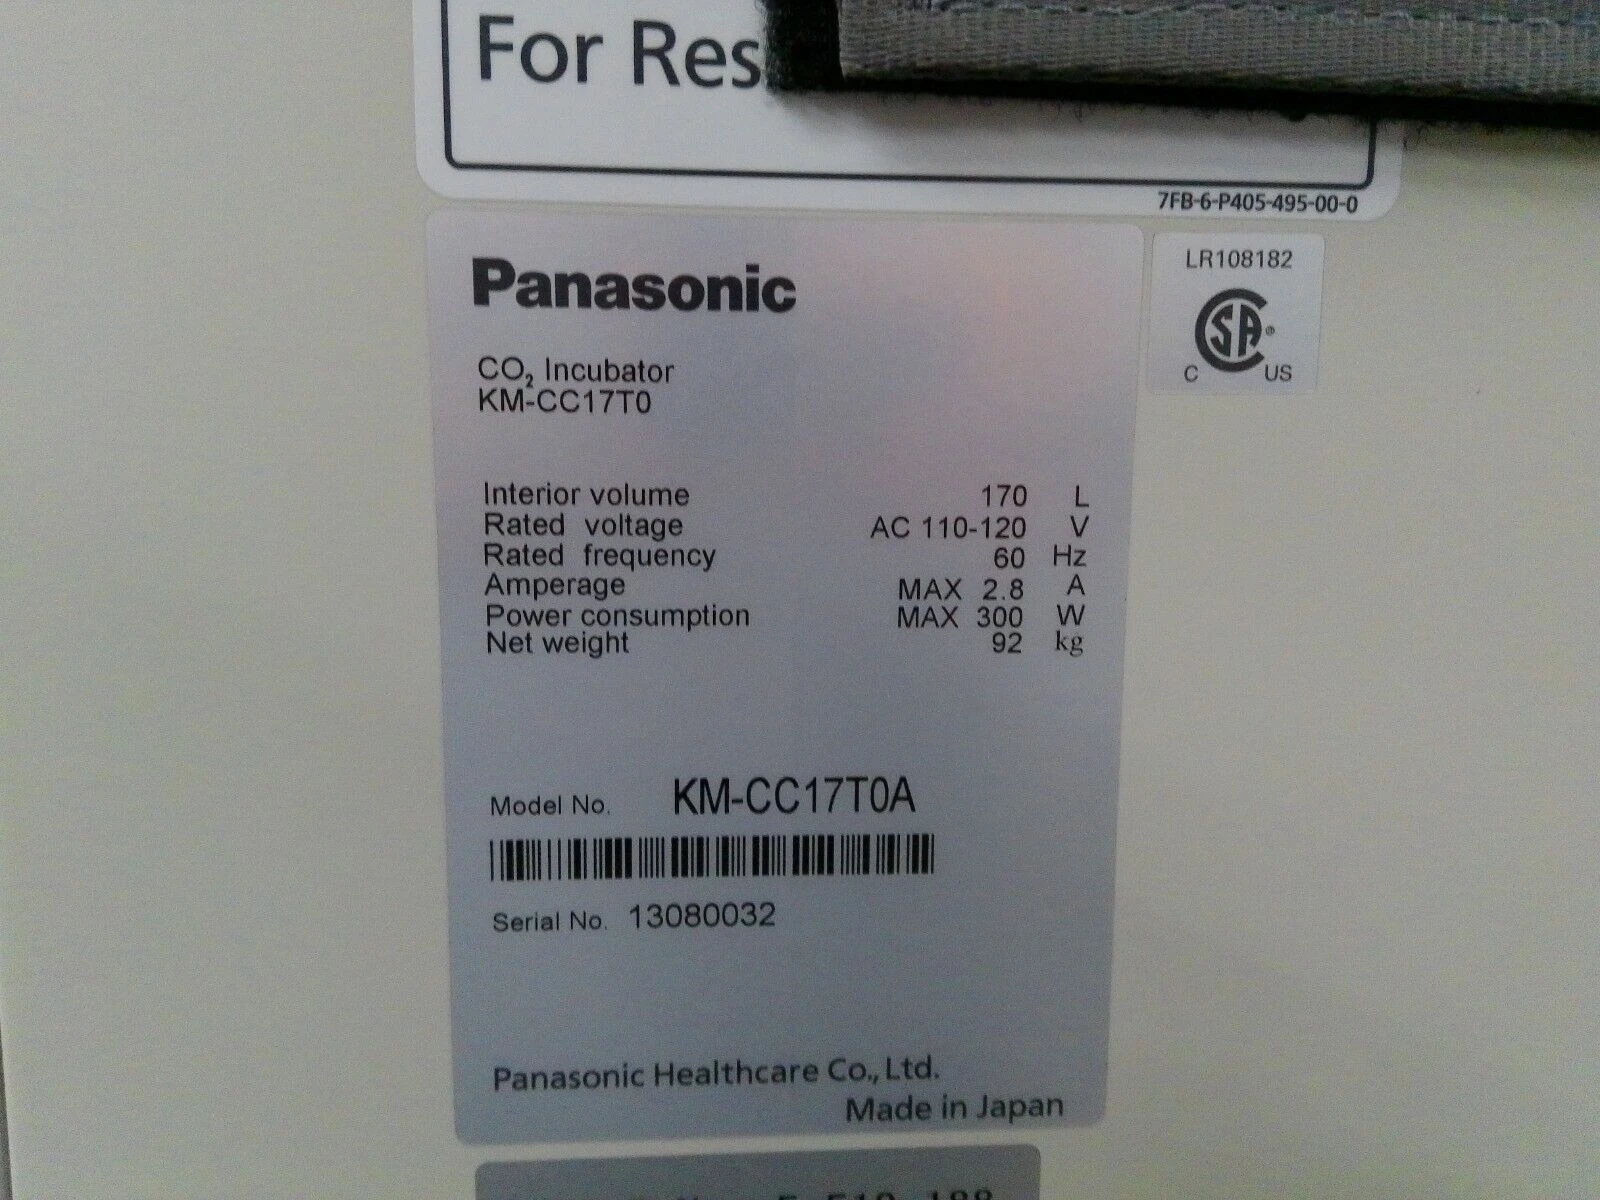 For Res
7FB-6-P405-495-00-0
Panasonic
LR108182
CSA®
C US
CO₂ Incubator
KM-CC17T0
Interior volume 170 L
Rated voltage AC 110-120 V
Rated frequency 60 Hz
Amperage MAX 2.8 A
Power consumption MAX 300 W
Net weight 92 kg
Model No. KM-CC17T0A
Serial No. 13080032
Panasonic Healthcare Co., Ltd.
Made in Japan